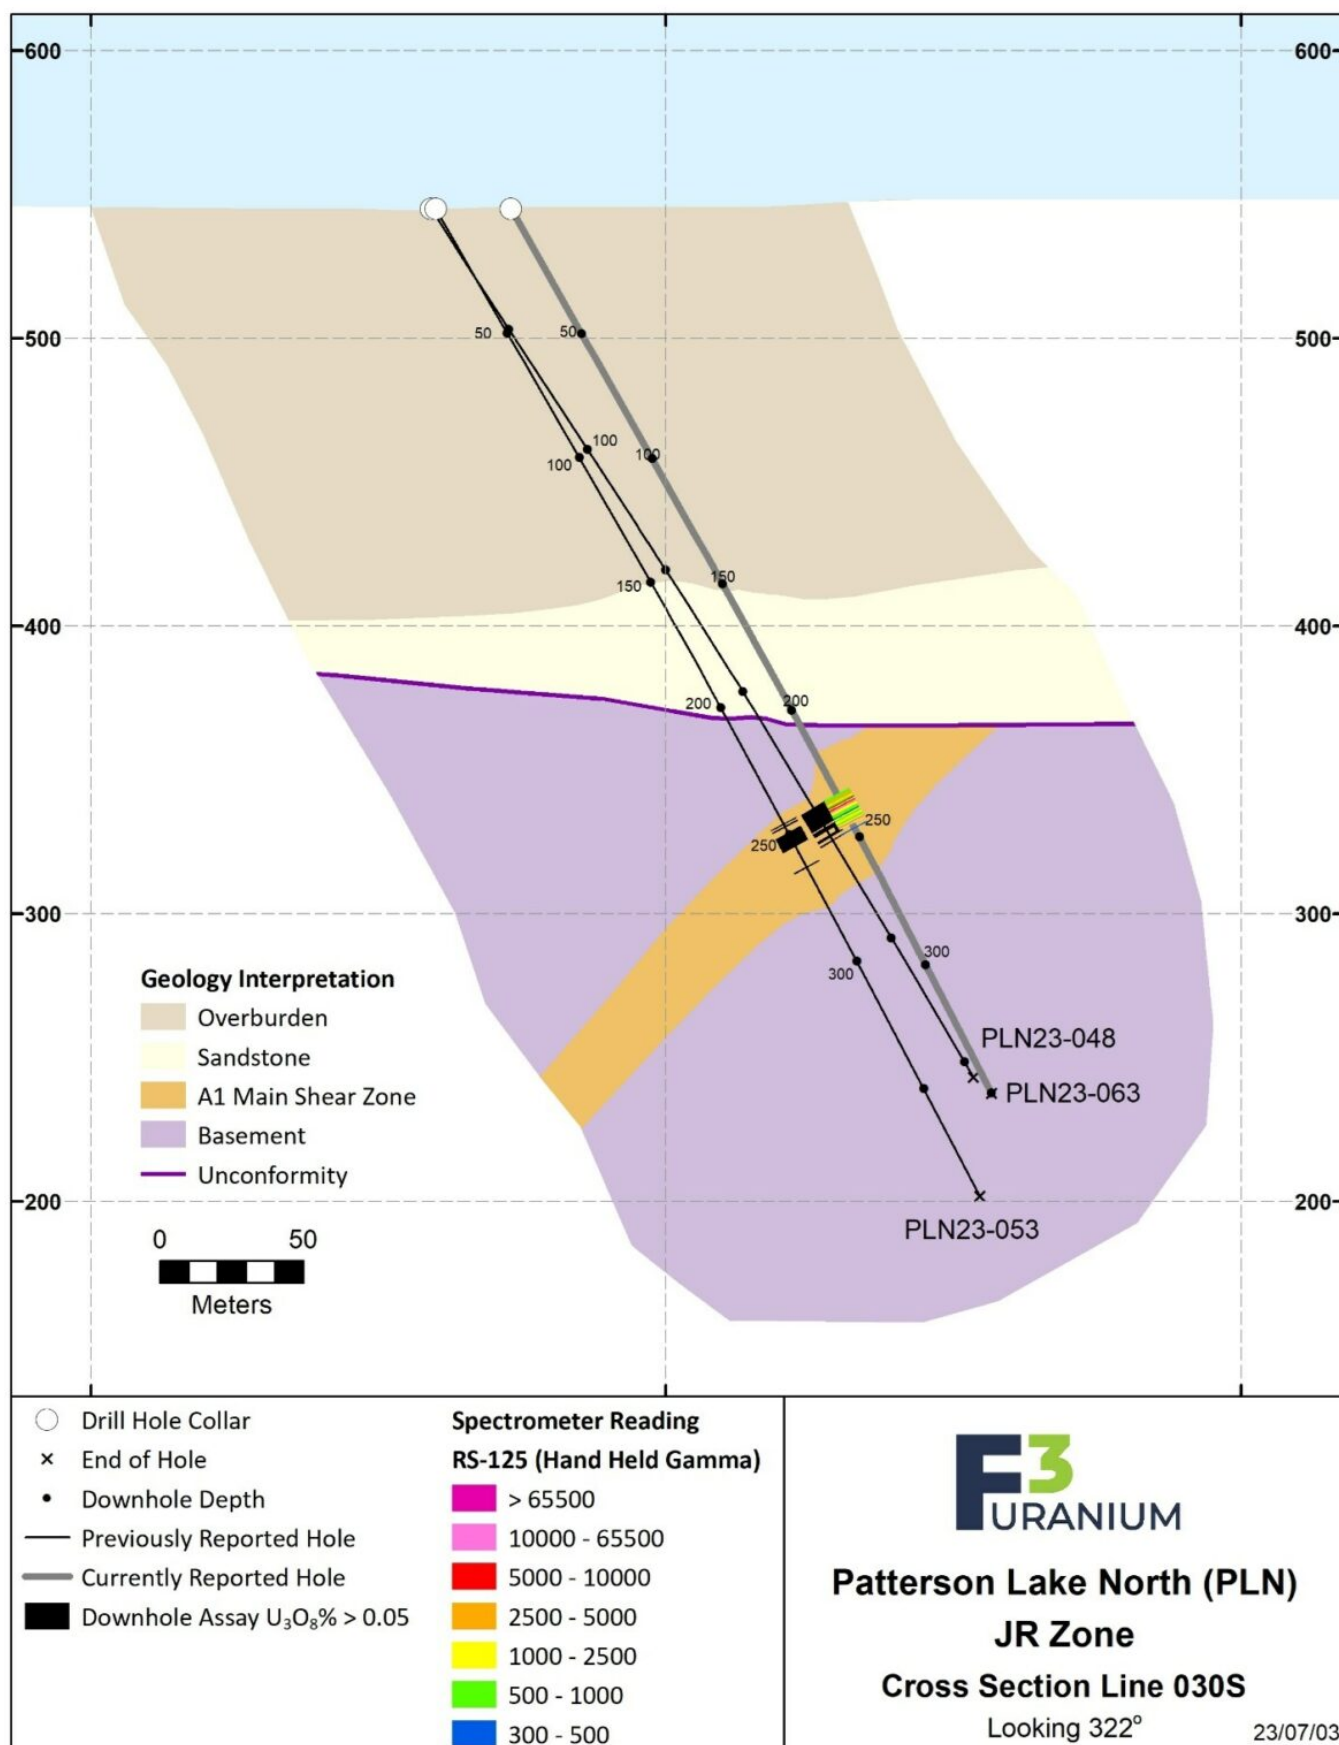 600 600
500 500
400 400
300 300
200 200
50 50
100 100 100
150 150
200 200
250 250
300 300
PLN23-048
PLN23-063
PLN23-053
Geology Interpretation
Overburden
Sandstone
A1 Main Shear Zone
Basement
Unconformity
0 50
Meters
Drill Hole Collar
End of Hole
Downhole Depth
Previously Reported Hole
Currently Reported Hole
Downhole Assay U₃O₈% > 0.05
Spectrometer Reading
RS-125 (Hand Held Gamma)
> 65500
10000 - 65500
5000 - 10000
2500 - 5000
1000 - 2500
500 - 1000
300 - 500
F3
URANIUM
Patterson Lake North (PLN)
JR Zone
Cross Section Line 030S
Looking 322°
23/07/03